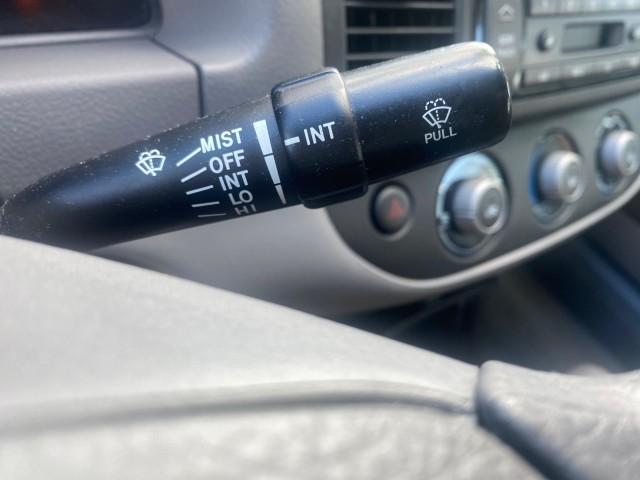 MIST
OFF
INT
LO
HI
INT
PULL